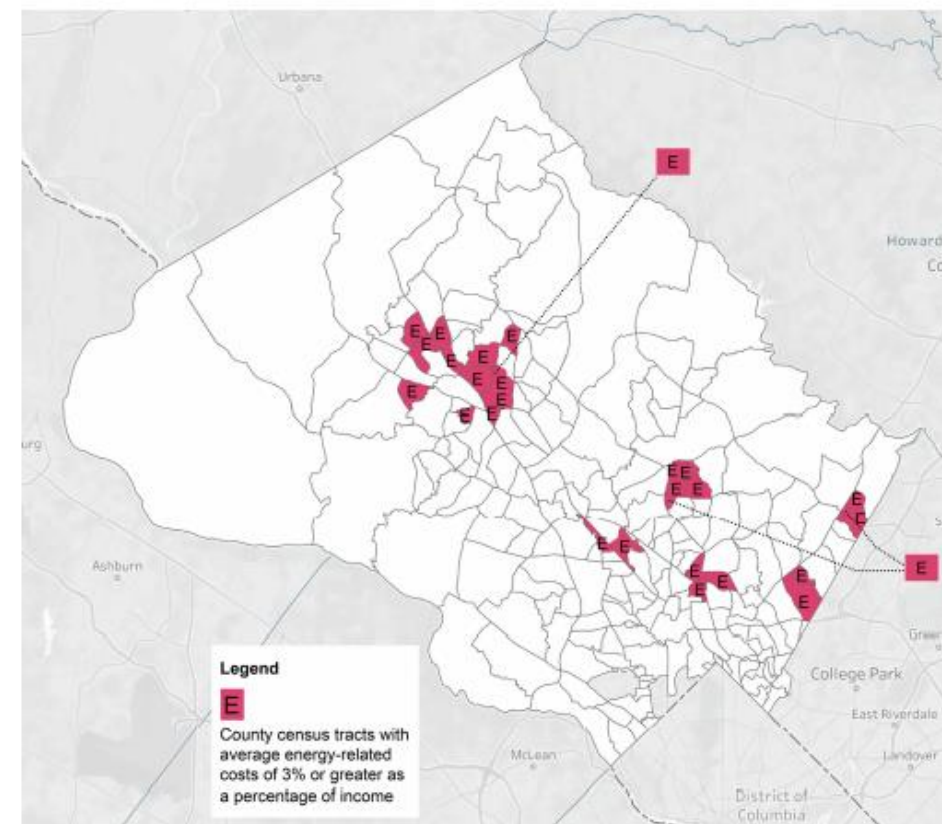 Urbana
E
Howard
Co
E
E
E
E
E
E
E
E
E
E
E
E
urg
E
E
E
E
E
E
E
E
E
Ashburn
E
E
E
E
E
Gree
College Park
East Riverdale
Landover
McLean
District of
Columbia
Legend
E
County census tracts with
average energy-related
costs of 3% or greater as
a percentage of income